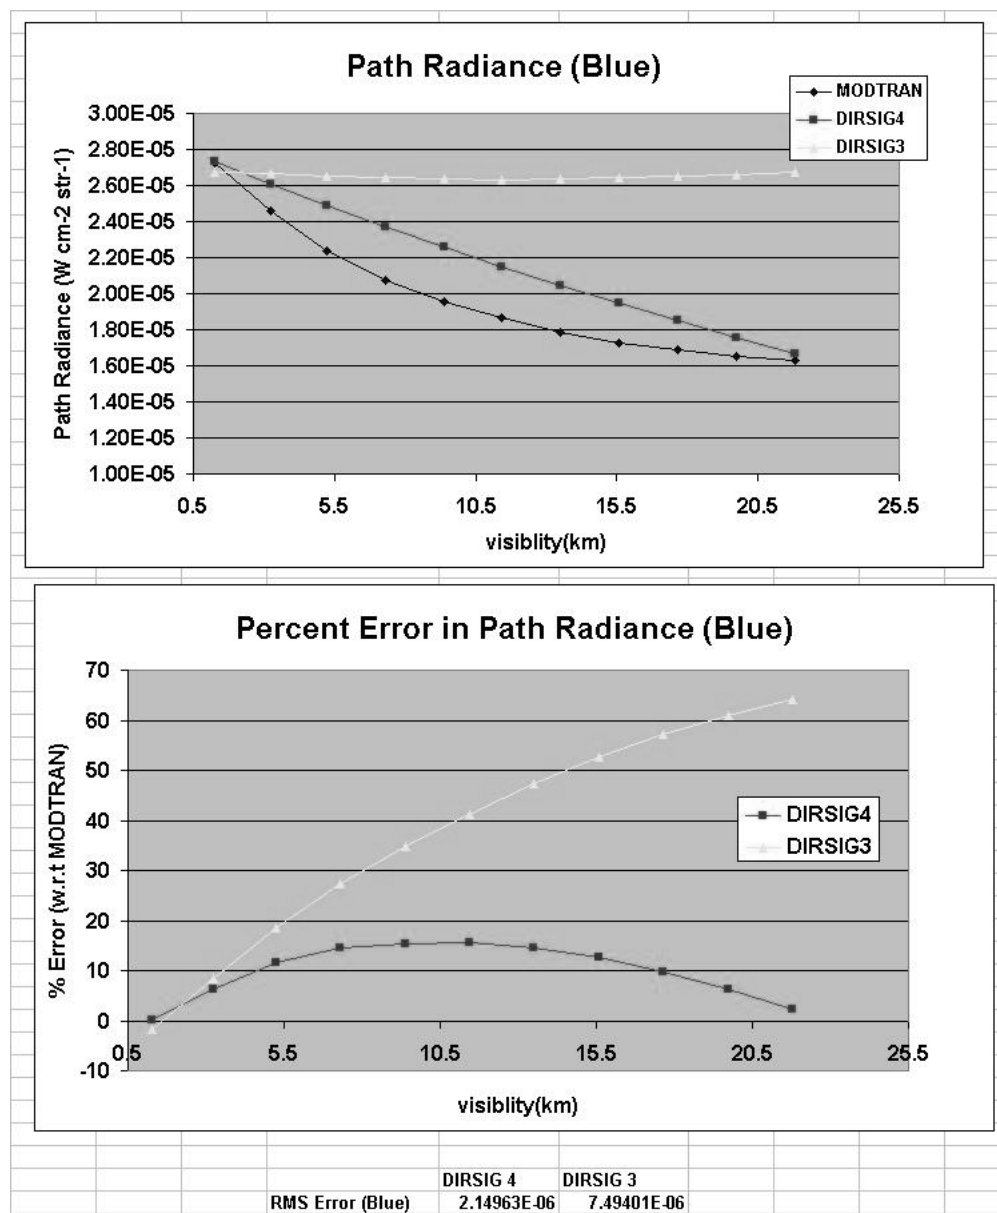 Path Radiance (Blue)
MODTRAN
DIRSIG4
DIRSIG3
Path Radiance (W cm-2 str-1)
3.00E-05
2.80E-05
2.60E-05
2.40E-05
2.20E-05
2.00E-05
1.80E-05
1.60E-05
1.40E-05
1.20E-05
1.00E-05
0.5 5.5 10.5 15.5 20.5 25.5
visiblity(km)
Percent Error in Path Radiance (Blue)
% Error (w.r.t MODTRAN)
70
60
50
40
30
20
10
0
-10
DIRSIG4
DIRSIG3
0.5 5.5 10.5 15.5 20.5 25.5
visiblity(km)
DIRSIG 4 DIRSIG 3
RMS Error (Blue) 2.14963E-06 7.49401E-06